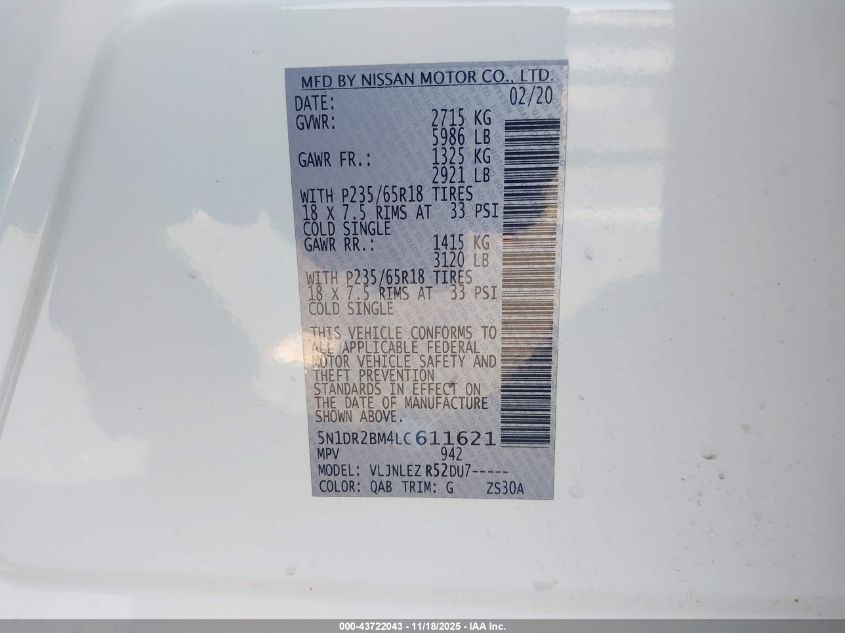 MFD BY NISSAN MOTOR CO., LTD.
DATE: 02/20
GVWR: 2715 KG
5986 LB
GAWR FR.: 1325 KG
2921 LB
WITH P235/65R18 TIRES
18 X 7.5 RIMS AT 33 PSI
COLD SINGLE
GAWR RR.: 1415 KG
3120 LB
WITH P235/65R18 TIRES
18 X 7.5 RIMS AT 33 PSI
COLD SINGLE
THIS VEHICLE CONFORMS TO
ALL APPLICABLE FEDERAL
MOTOR VEHICLE SAFETY AND
THEFT PREVENTION
STANDARDS IN EFFECT ON
THE DATE OF MANUFACTURE
SHOWN ABOVE.
5N1DR2BM4LC611621
MPV 942
MODEL: VLJNLEZ R52DU7-----
COLOR: QAB TRIM: G ZS30A
000-43722043 - 11/18/2025 - IAA Inc.